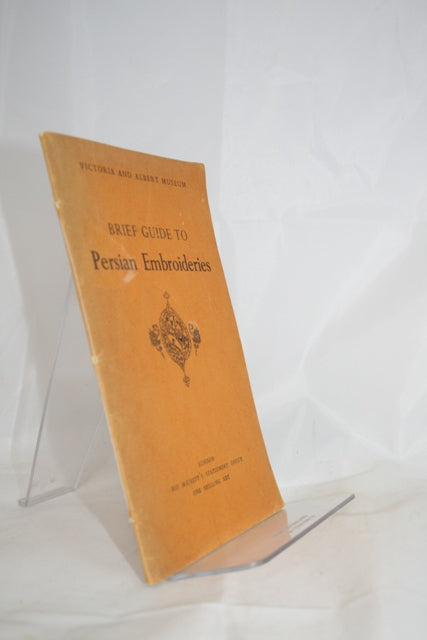 VICTORIA AND ALBERT MUSEUM
BRIEF GUIDE TO
Persian Embroideries
LONDON
HIS MAJESTY'S STATIONERY OFFICE
ONE SHILLING NET